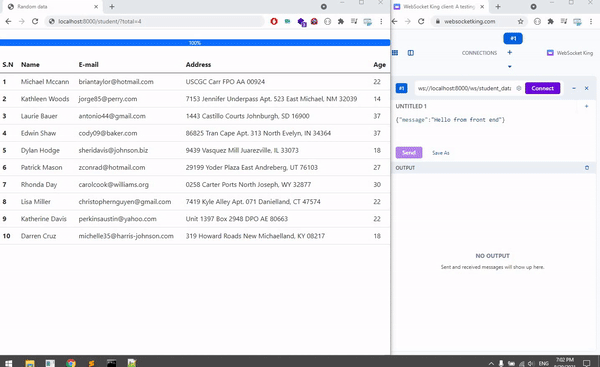 Random data
localhost:8000/student/?total=4
100%
S.N Name E-mail Address Age
1 Michael Mccann briantaylor@hotmail.com USCGC Carr FPO AA 00924 22
2 Kathleen Woods jorge85@perry.com 7153 Jennifer Underpass Apt. 523 East Michael, NM 32039 14
3 Laurie Bauer antonio44@gmail.com 1443 Castillo Courts Johnburgh, SD 16900 37
4 Edwin Shaw cody09@baker.com 86825 Tran Cape Apt. 313 North Evelyn, IN 34364 37
5 Dylan Hodge sheridavis@johnson.biz 9439 Vasquez Mill Juarezville, IL 33073 18
6 Patrick Mason zconrad@hotmail.com 29199 Yoder Plaza East Andreberg, UT 76103 27
7 Rhonda Day carolcook@williams.org 0258 Carter Ports North Joseph, WY 32877 30
8 Lisa Miller christophernguyen@gmail.com 7419 Kyle Alley Apt. 071 Danielland, CT 47574 22
9 Katherine Davis perkinsaustin@yahoo.com Unit 1397 Box 2948 DPO AE 80663 22
10 Darren Cruz michelle35@harris-johnson.com 319 Howard Roads New Michaelland, KY 08217 18
WebSocket King client: A testing
websocketking.com
#1
CONNECTIONS
WebSocket King
#1 ws://localhost:8000/ws/student_data Connect
UNTITLED 1
{"message":"Hello from front end"}
Send Save As
OUTPUT
NO OUTPUT
Sent and received messages will show up here.
ENG
7:02 PM